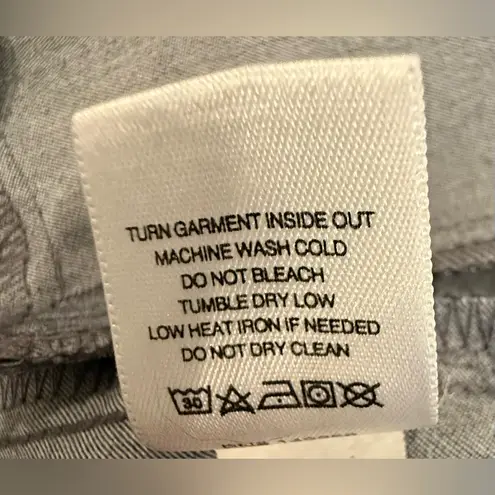 TURN GARMENT INSIDE OUT
MACHINE WASH COLD
DO NOT BLEACH
TUMBLE DRY LOW
LOW HEAT IRON IF NEEDED
DO NOT DRY CLEAN
30